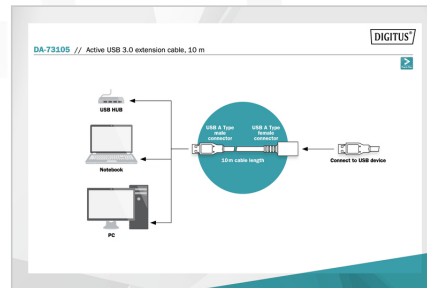 DIGITUS®
DA-73105 // Active USB 3.0 extension cable, 10 m
USB HUB
USB A Type
male
connector
USB A Type
female
connector
10m cable length
Notebook
Connect to USB device
PC